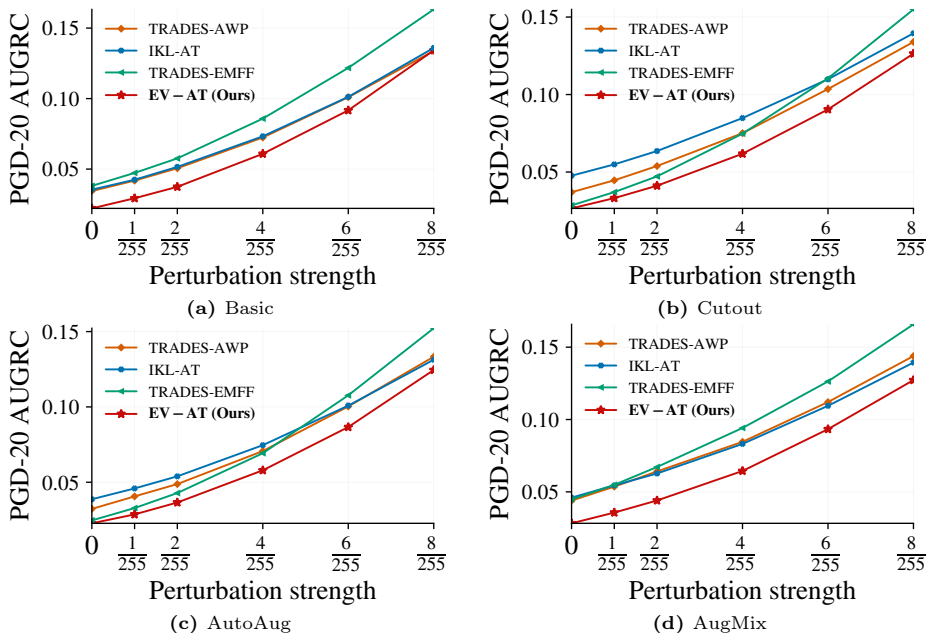 PGD-20 AUGRC
0.15
0.10
0.05
TRADES-AWP
IKL-AT
TRADES-EMFF
EV − AT (Ours)
0 1/255 2/255 4/255 6/255 8/255
Perturbation strength
(a) Basic
PGD-20 AUGRC
0.15
0.10
0.05
TRADES-AWP
IKL-AT
TRADES-EMFF
EV − AT (Ours)
0 1/255 2/255 4/255 6/255 8/255
Perturbation strength
(b) Cutout
PGD-20 AUGRC
0.15
0.10
0.05
TRADES-AWP
IKL-AT
TRADES-EMFF
EV − AT (Ours)
0 1/255 2/255 4/255 6/255 8/255
Perturbation strength
(c) AutoAug
PGD-20 AUGRC
0.15
0.10
0.05
TRADES-AWP
IKL-AT
TRADES-EMFF
EV − AT (Ours)
0 1/255 2/255 4/255 6/255 8/255
Perturbation strength
(d) AugMix